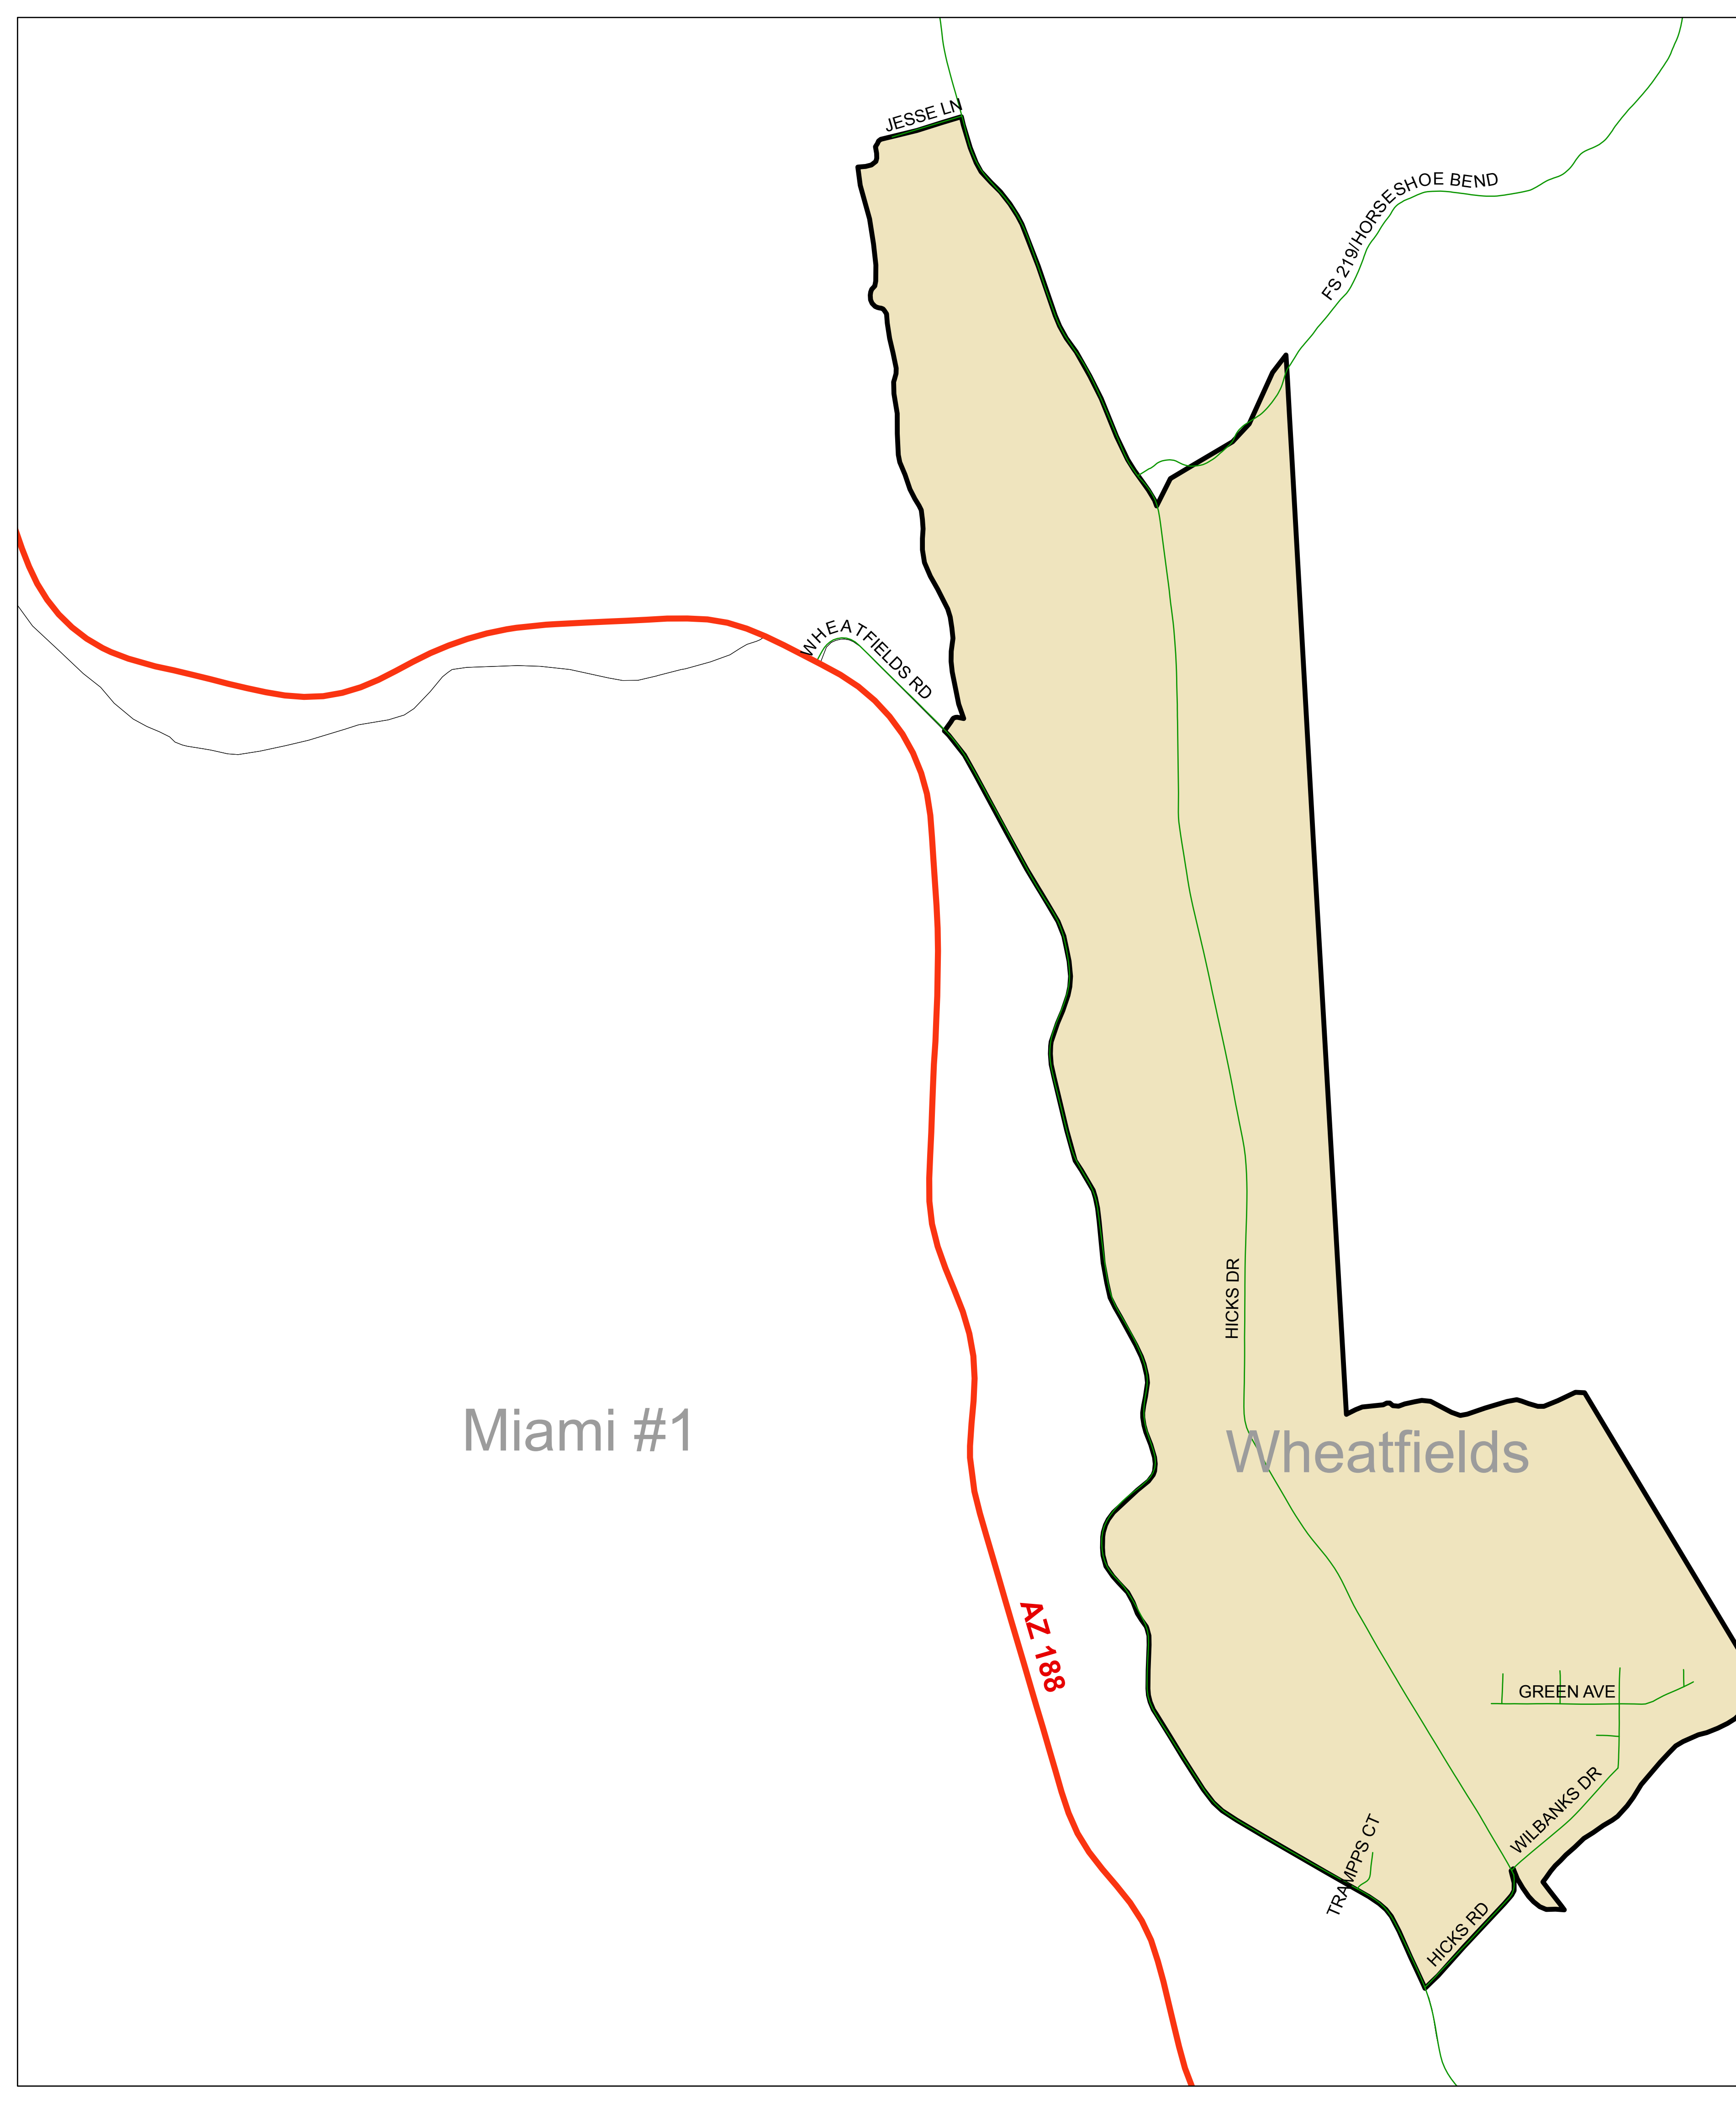 JESSE LN
FS 219/HORSESHOE BEND
WHEATFIELDS RD
HICKS DR
Miami #1
Wheatfields
AZ 188
GREEN AVE
WILBANKS DR
TRAMPPS CT
HICKS RD